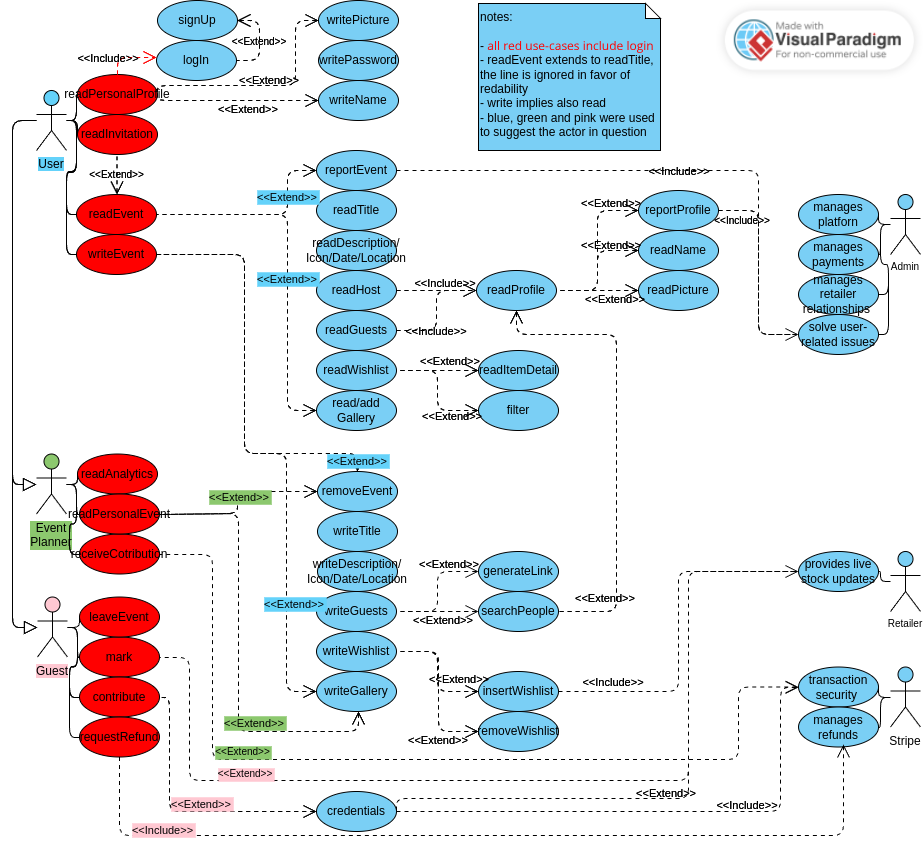 signUp
logIn
<<Extend>>
<<Include>>
writePicture
writePassword
writeName
<<Extend>>
<<Extend>>
notes:
- all red use-cases include login
- readEvent extends to readTitle,
the line is ignored in favor of
redability
- write implies also read
- blue, green and pink were used
to suggest the actor in question
Made with
VisualParadigm
For non-commercial use
readPersonalProfile
readInvitation
<<Extend>>
readEvent
writeEvent
User
<<Extend>>
<<Extend>>
reportEvent
readTitle
readDescription/
Icon/Date/Location
readHost
readGuests
readWishlist
read/add
Gallery
<<Include>>
<<Include>>
<<Include>>
readProfile
<<Extend>>
<<Extend>>
<<Extend>>
reportProfile
readName
readPicture
<<Include>>
manages
platforn
manages
payments
manages
retailer
relationships
solve user-
related issues
Admin
<<Extend>>
<<Extend>>
readItemDetail
filter
readAnalytics
readPersonalEvent
receiveCotribution
Event
Planner
<<Extend>>
<<Extend>>
removeEvent
writeTitle
writeDescription/
Icon/Date/Location
<<Extend>>
writeGuests
writeWishlist
writeGallery
<<Extend>>
<<Extend>>
generateLink
searchPeople
<<Extend>>
<<Extend>>
<<Extend>>
insertWishlist
removeWishlist
<<Include>>
provides live
stock updates
Retailer
transaction
security
manages
refunds
Stripe
leaveEvent
mark
contribute
requestRefund
Guest
<<Extend>>
<<Extend>>
<<Extend>>
<<Extend>>
<<Include>>
credentials
<<Extend>>
<<Include>>